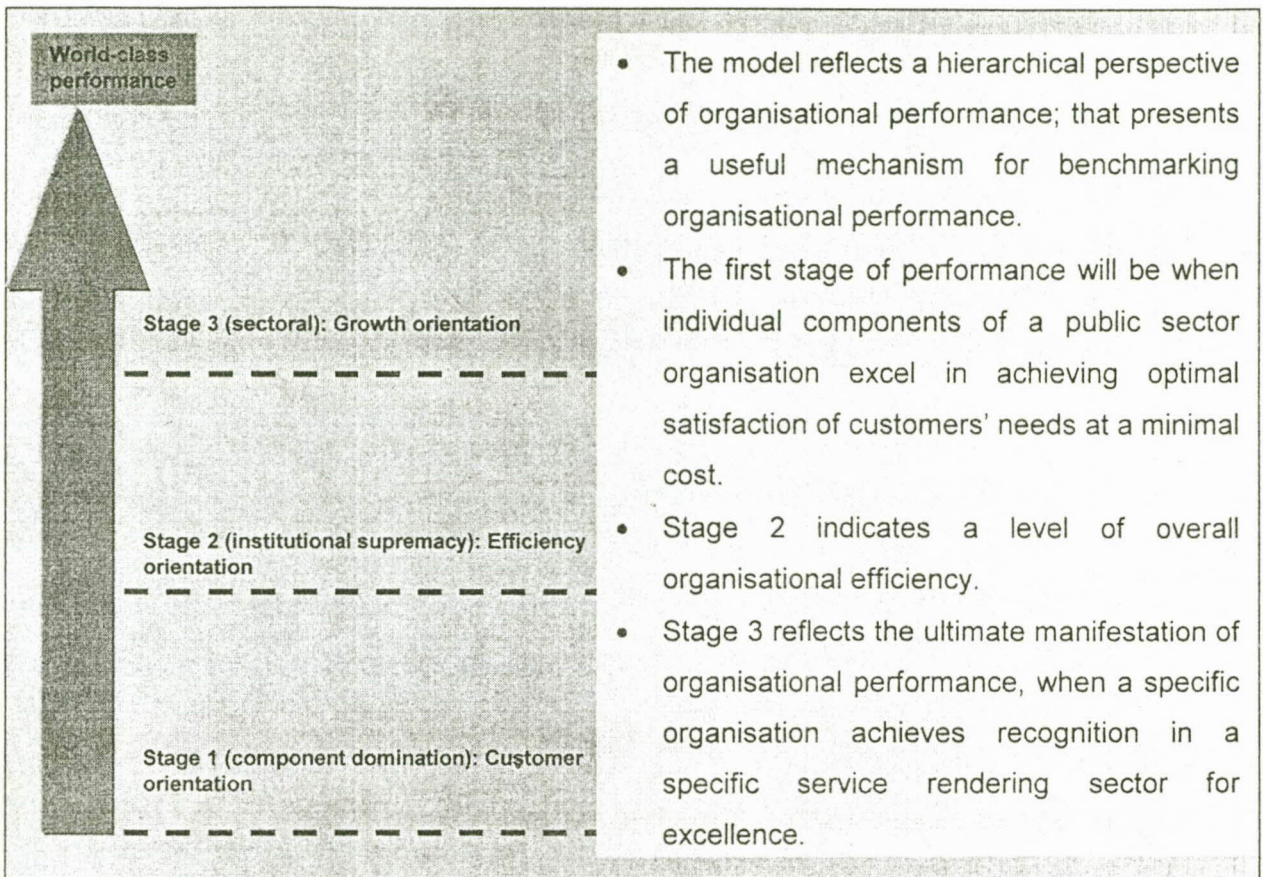 World-class
performance
Stage 3 (sectoral): Growth orientation
Stage 2 (institutional supremacy): Efficiency
orientation
Stage 1 (component domination): Customer
orientation
• The model reflects a hierarchical perspective
of organisational performance; that presents
a useful mechanism for benchmarking
organisational performance.
• The first stage of performance will be when
individual components of a public sector
organisation excel in achieving optimal
satisfaction of customers' needs at a minimal
cost.
• Stage 2 indicates a level of overall
organisational efficiency.
• Stage 3 reflects the ultimate manifestation of
organisational performance, when a specific
organisation achieves recognition in a
specific service rendering sector for
excellence.